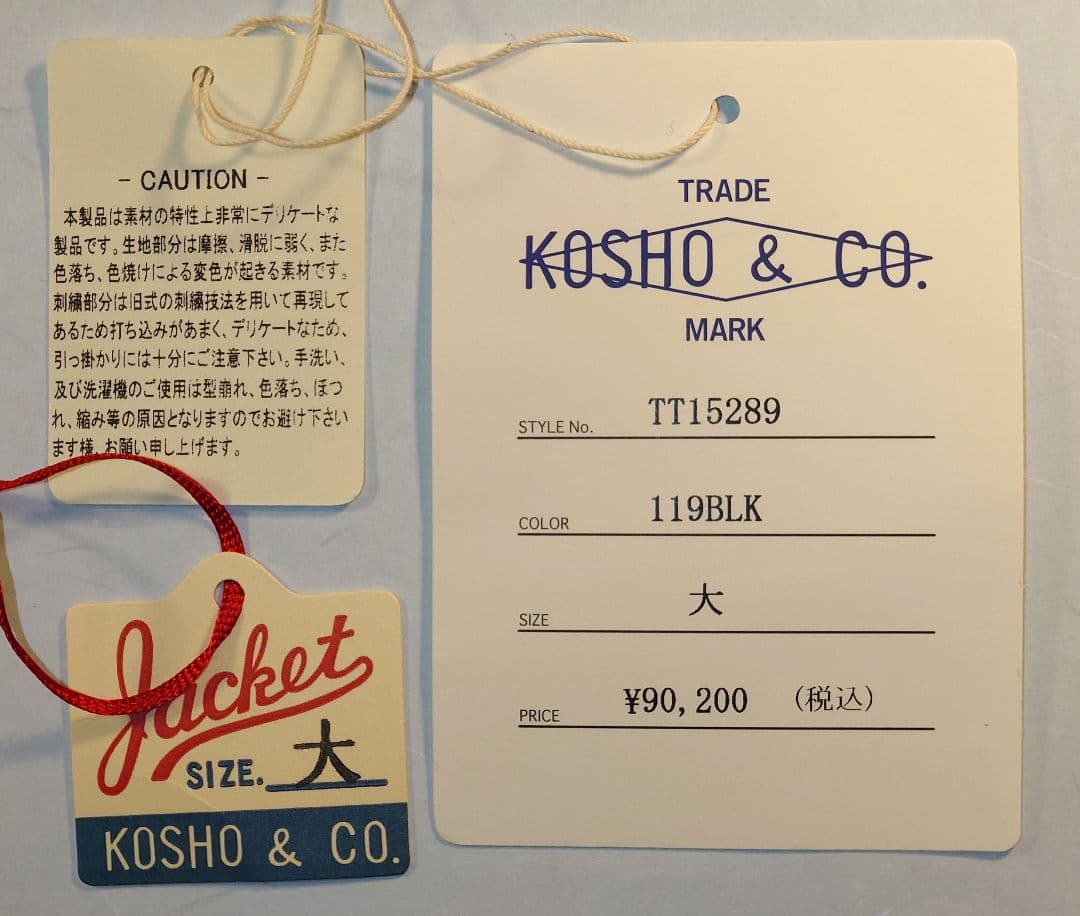 - CAUTION -
本製品は素材の特性上非常にデリケートな
製品です。生地部分は摩擦、滑脱に弱く、また
色落ち、色焼けによる変色が起きる素材です。
刺繍部分は旧式の刺繍技法を用いて再現して
あるため打ち込みがあまく、デリケートなため、
引っ掛かりには十分にご注意下さい。手洗い、
及び洗濯機のご使用は型崩れ、色落ち、ほつ
れ、縮み等の原因となりますのでお避け下さい
ます様、お願い申し上げます。
Jacket
SIZE. 大
KOSHO & CO.
TRADE
KOSHO & CO.
MARK
STYLE No. TT15289
COLOR 119BLK
SIZE 大
PRICE ¥90,200 (税込)